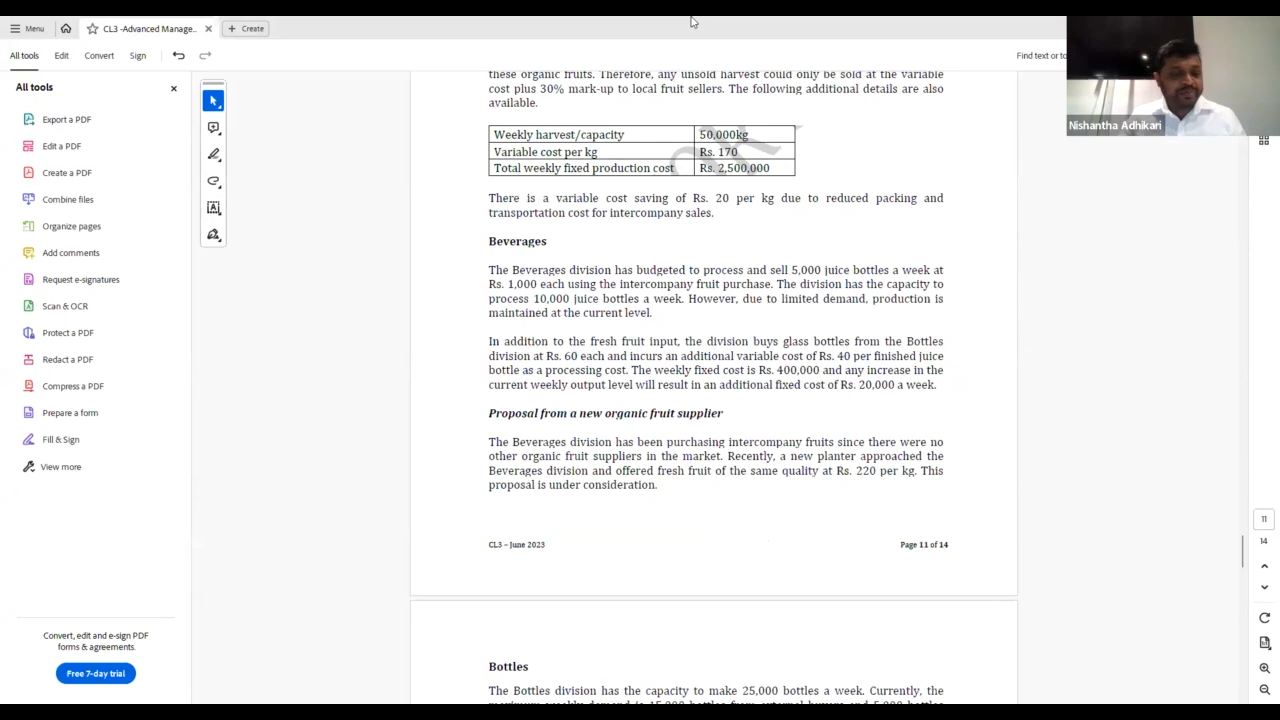 Menu
CL3 -Advanced Manage...
Create
All tools
Edit
Convert
Sign
Find text or to
All tools
Export a PDF
Edit a PDF
Create a PDF
Combine files
Organize pages
Add comments
Request e-signatures
Scan & OCR
Protect a PDF
Redact a PDF
Compress a PDF
Prepare a form
Fill & Sign
View more
Convert, edit and e-sign PDF
forms & agreements.
Free 7-day trial
Nishantha Adhikari
these organic fruits. Therefore, any unsold harvest could only be sold at the variable
cost plus 30% mark-up to local fruit sellers. The following additional details are also
available.
Weekly harvest/capacity 50,000kg
Variable cost per kg Rs. 170
Total weekly fixed production cost Rs. 2,500,000
There is a variable cost saving of Rs. 20 per kg due to reduced packing and
transportation cost for intercompany sales.
Beverages
The Beverages division has budgeted to process and sell 5,000 juice bottles a week at
Rs. 1,000 each using the intercompany fruit purchase. The division has the capacity to
process 10,000 juice bottles a week. However, due to limited demand, production is
maintained at the current level.
In addition to the fresh fruit input, the division buys glass bottles from the Bottles
division at Rs. 60 each and incurs an additional variable cost of Rs. 40 per finished juice
bottle as a processing cost. The weekly fixed cost is Rs. 400,000 and any increase in the
current weekly output level will result in an additional fixed cost of Rs. 20,000 a week.
Proposal from a new organic fruit supplier
The Beverages division has been purchasing intercompany fruits since there were no
other organic fruit suppliers in the market. Recently, a new planter approached the
Beverages division and offered fresh fruit of the same quality at Rs. 220 per kg. This
proposal is under consideration.
CL3 – June 2023
Page 11 of 14
Bottles
The Bottles division has the capacity to make 25,000 bottles a week. Currently, the
maximum weekly demand is 15,000 bottles from external buyers and 5,000 bottles
11
14